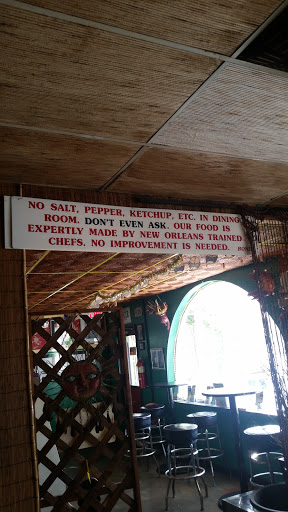 NO SALT, PEPPER, KETCHUP, ETC. IN DINING
ROOM. DON'T EVEN ASK. OUR FOOD IS
EXPERTLY MADE BY NEW ORLEANS TRAINED
CHEFS. NO IMPROVEMENT IS NEEDED.